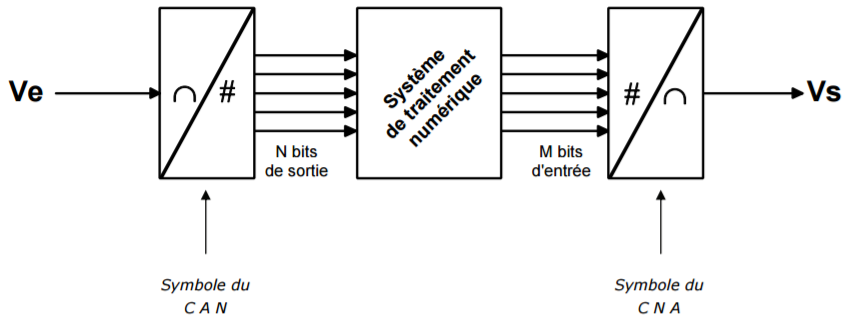 Ve
∩ #
N bits
de sortie
Système
de traitement
numérique
M bits
d'entrée
# ∩
Vs
Symbole du
C A N
Symbole du
C N A